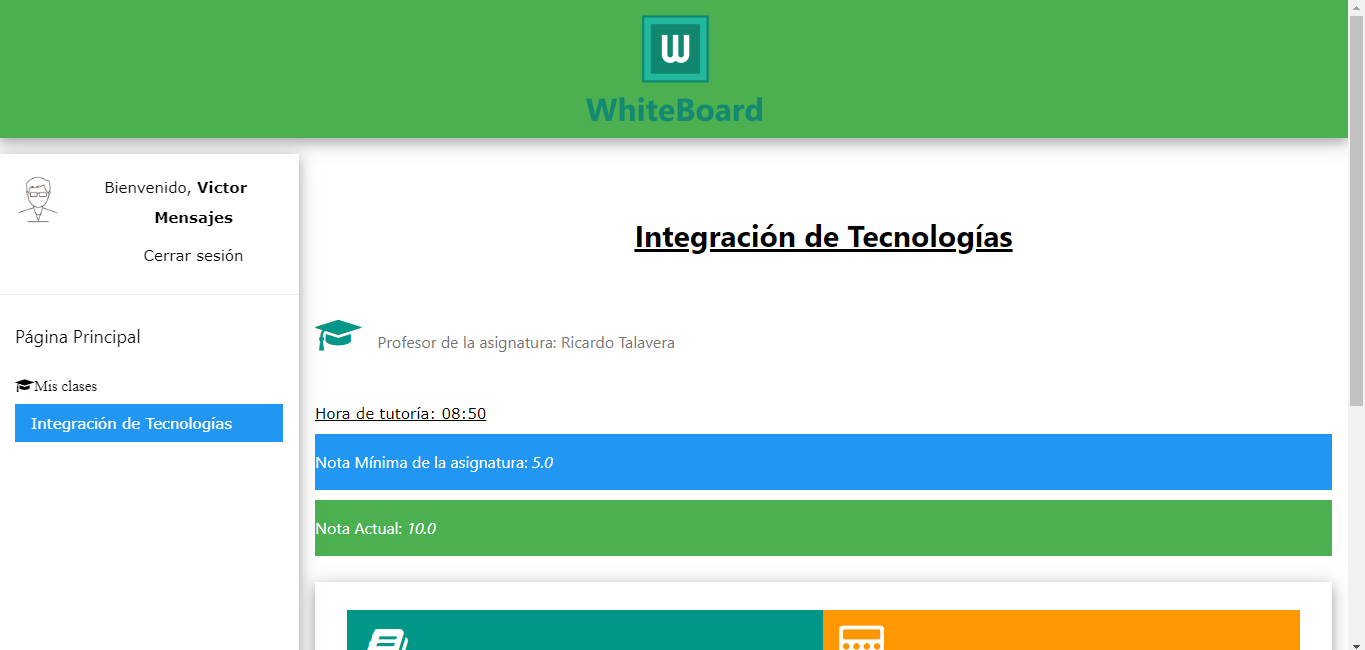 W
WhiteBoard
Bienvenido, Victor
Mensajes
Cerrar sesión
Página Principal
Mis clases
Integración de Tecnologías
Integración de Tecnologías
Profesor de la asignatura: Ricardo Talavera
Hora de tutoría: 08:50
Nota Mínima de la asignatura: 5.0
Nota Actual: 10.0